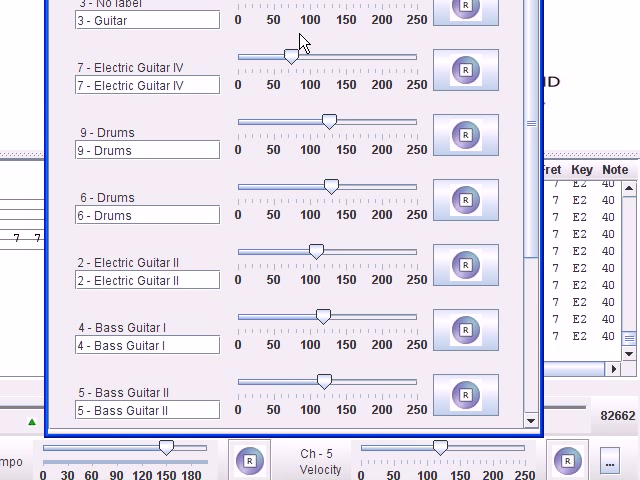 3 - No label
3 - Guitar
0 50 100 150 200 250
R
7 - Electric Guitar IV
7 - Electric Guitar IV
0 50 100 150 200 250
R
9 - Drums
9 - Drums
0 50 100 150 200 250
R
6 - Drums
6 - Drums
0 50 100 150 200 250
R
2 - Electric Guitar II
2 - Electric Guitar II
0 50 100 150 200 250
R
4 - Bass Guitar I
4 - Bass Guitar I
0 50 100 150 200 250
R
5 - Bass Guitar II
5 - Bass Guitar II
0 50 100 150 200 250
R
ND
Fret Key Note
7 E2 40
7 E2 40
7 E2 40
7 E2 40
7 E2 40
7 E2 40
7 E2 40
7 E2 40
7 E2 40
7 E2 40
7 7
82662
mpo
0 30 60 90 120 150 180
R
Ch - 5
Velocity
0 50 100 150 200 250
R
...